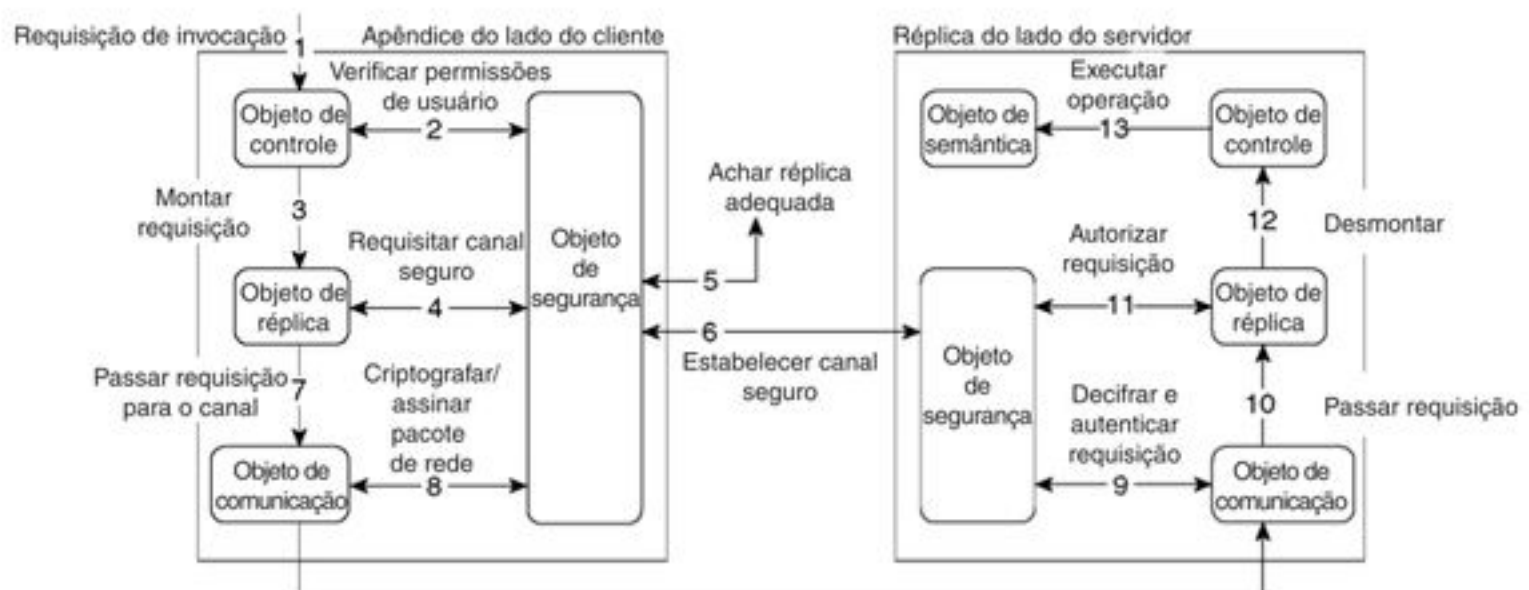 Requisição de invocação
1
Apêndice do lado do cliente
Verificar permissões
de usuário
Objeto de
controle
2
Montar
requisição
3
Requisitar canal
seguro
Objeto de
réplica
4
Objeto
de
segurança
Passar requisição
para o canal
7
Criptografar/
assinar
pacote
de rede
Objeto de
comunicação
8
Achar réplica
adequada
5
6
Estabelecer canal
seguro
Réplica do lado do servidor
Executar
operação
Objeto de
semântica
13
Objeto de
controle
12
Desmontar
Autorizar
requisição
11
Objeto de
réplica
Objeto
de
segurança
Decifrar e
autenticar
requisição
10
Passar requisição
9
Objeto de
comunicação